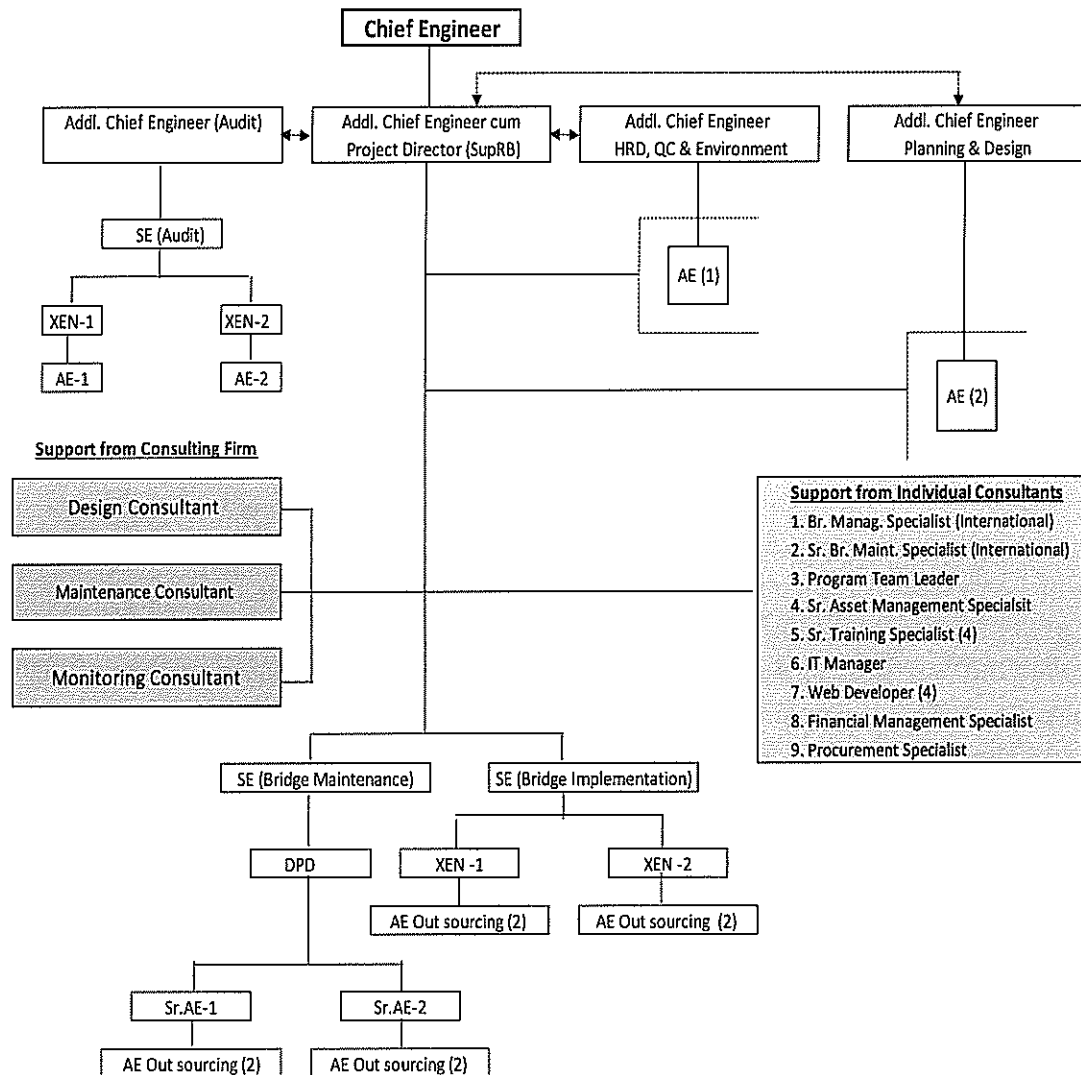 Chief Engineer
Addl. Chief Engineer (Audit)
Addl. Chief Engineer cum
Project Director (SupRB)
Addl. Chief Engineer
HRD, QC & Environment
Addl. Chief Engineer
Planning & Design
SE (Audit)
XEN-1
XEN-2
AE-1
AE-2
AE (1)
AE (2)
Support from Consulting Firm
Design Consultant
Maintenance Consultant
Monitoring Consultant
Support from Individual Consultants
1. Br. Manag. Specialist (International)
2. Sr. Br. Maint. Specialist (International)
3. Program Team Leader
4. Sr. Asset Management Specialsit
5. Sr. Training Specialist (4)
6. IT Manager
7. Web Developer (4)
8. Financial Management Specialist
9. Procurement Specialist
SE (Bridge Maintenance)
SE (Bridge Implementation)
DPD
XEN -1
XEN -2
AE Out sourcing (2)
AE Out sourcing (2)
Sr.AE-1
Sr.AE-2
AE Out sourcing (2)
AE Out sourcing (2)